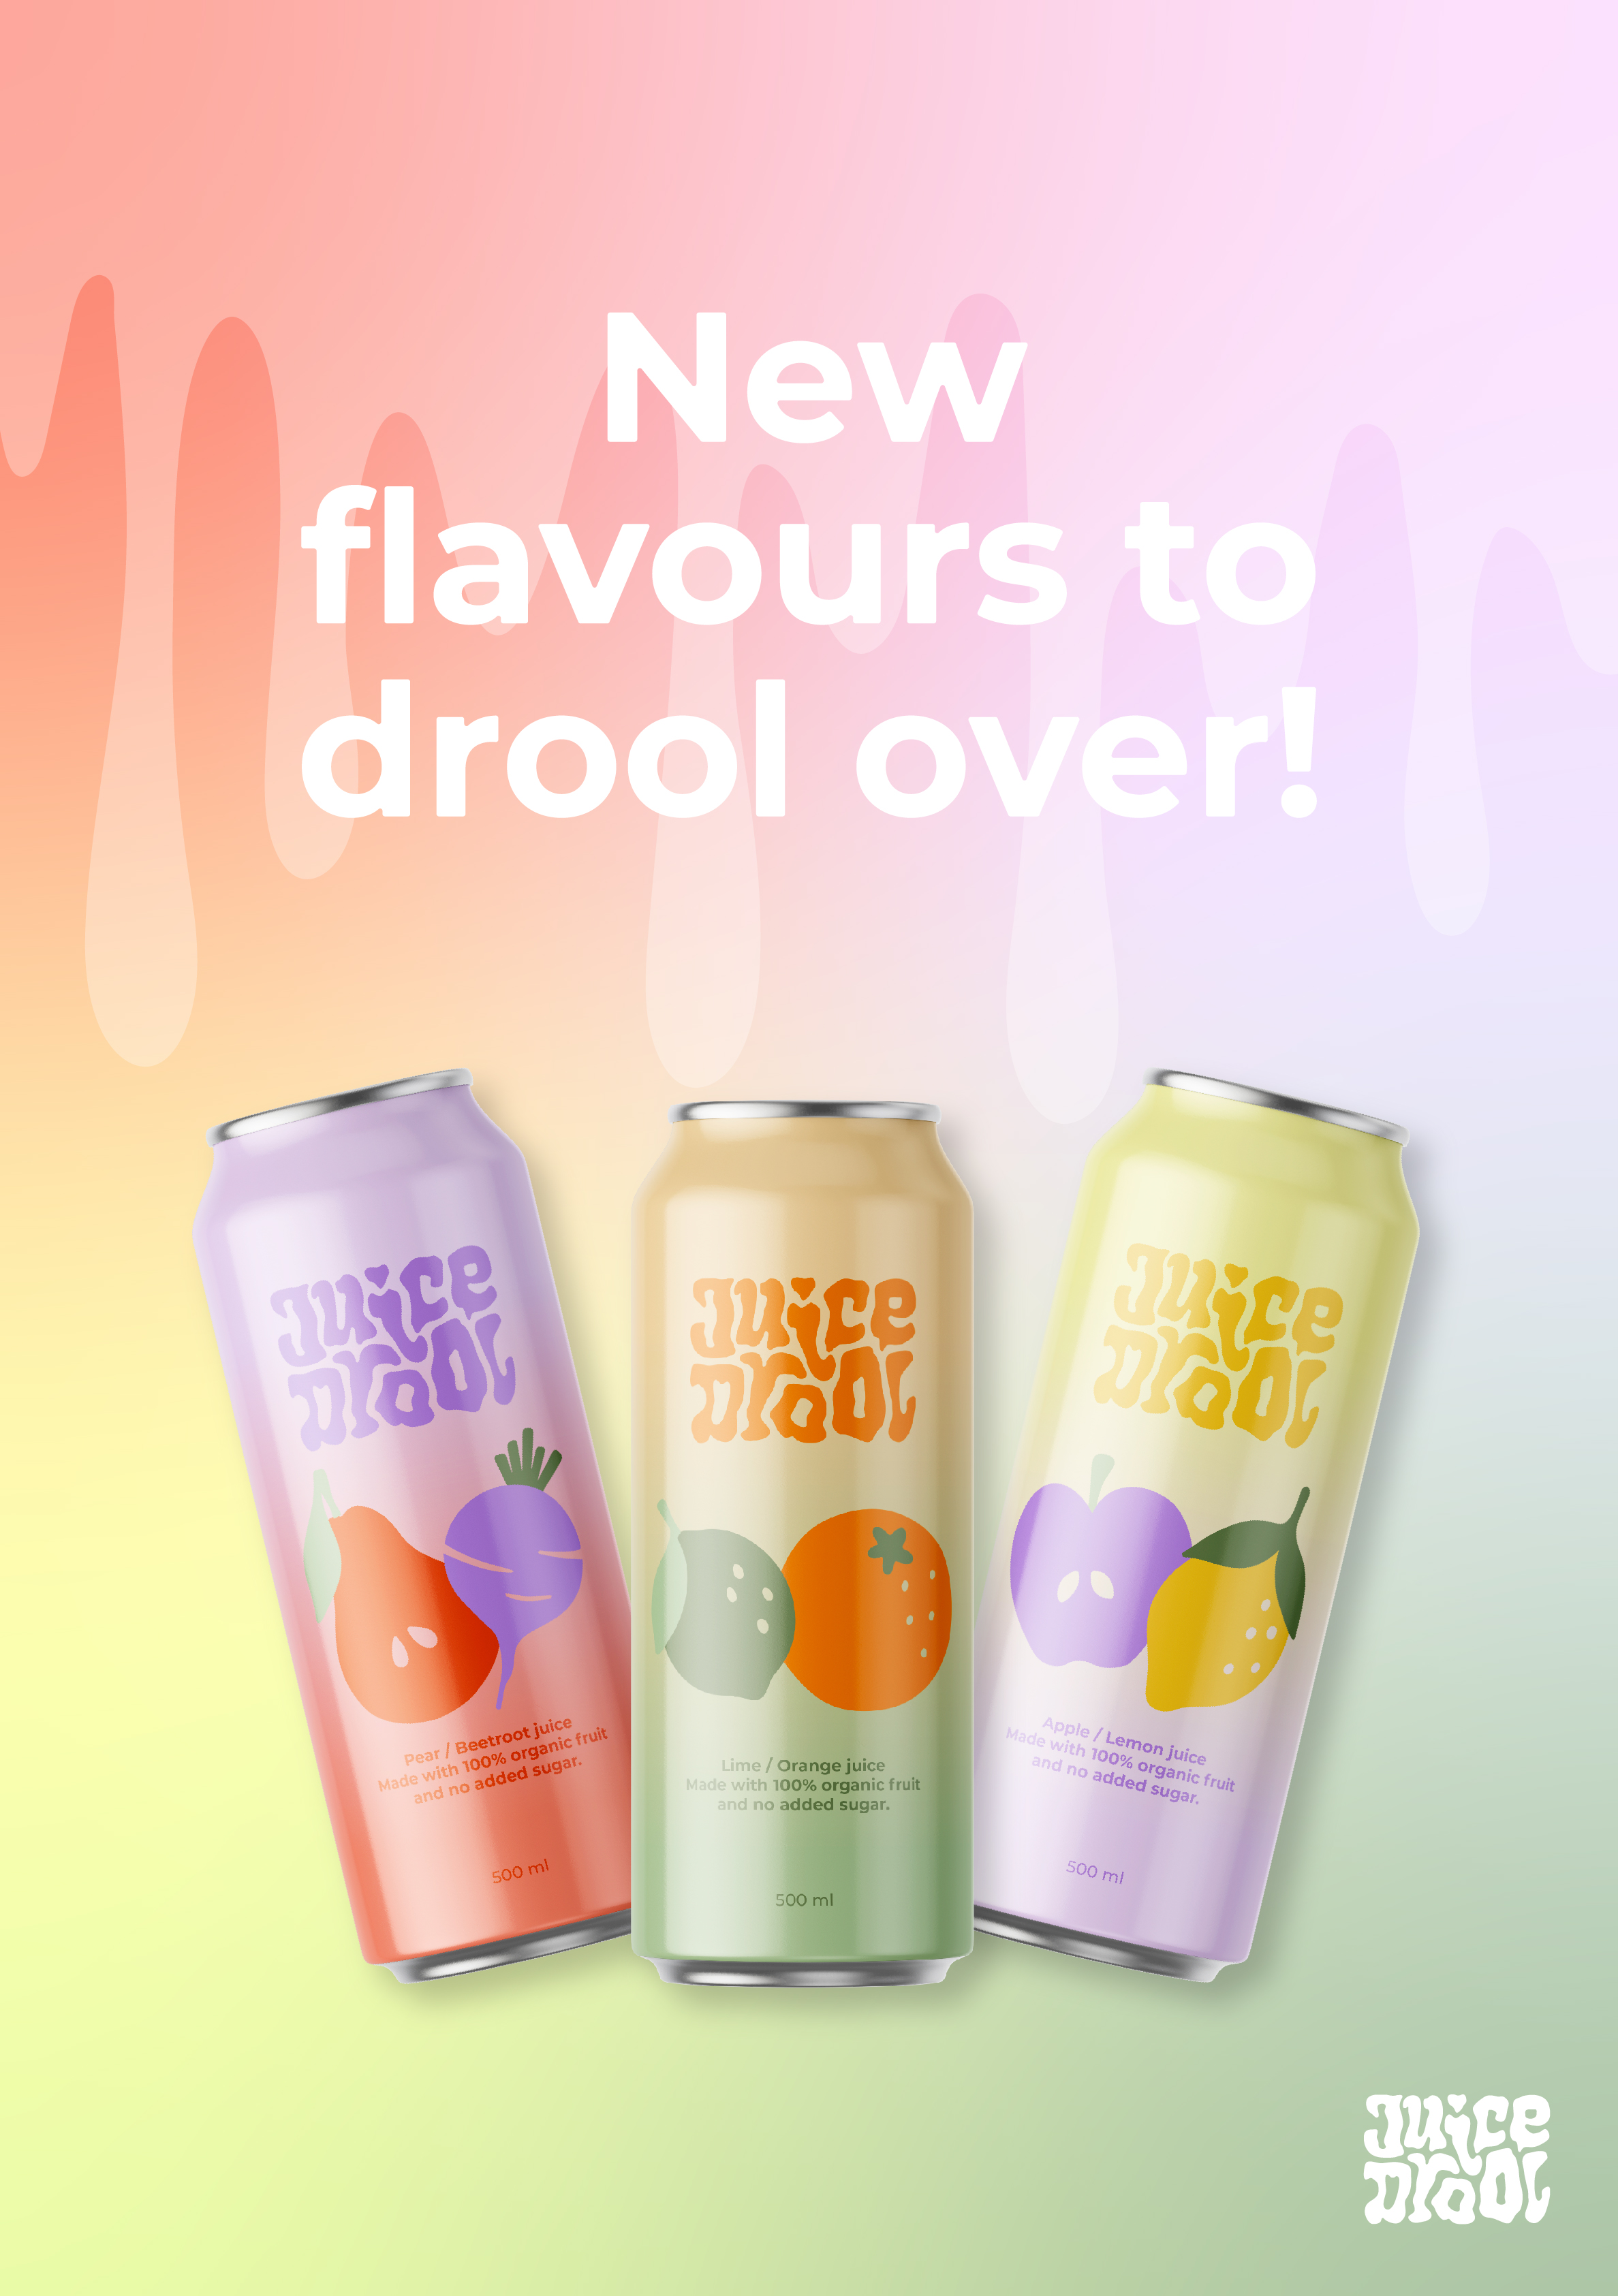 New
flavours to
drool over!
Juice
Drool
Pear / Beetroot juice
Made with 100% organic fruit
and no added sugar.
500 ml
Juice
Drool
Lime / Orange juice
Made with 100% organic fruit
and no added sugar.
500 ml
Juice
Drool
Apple / Lemon juice
Made with 100% organic fruit
and no added sugar.
500 ml
Juice
Drool